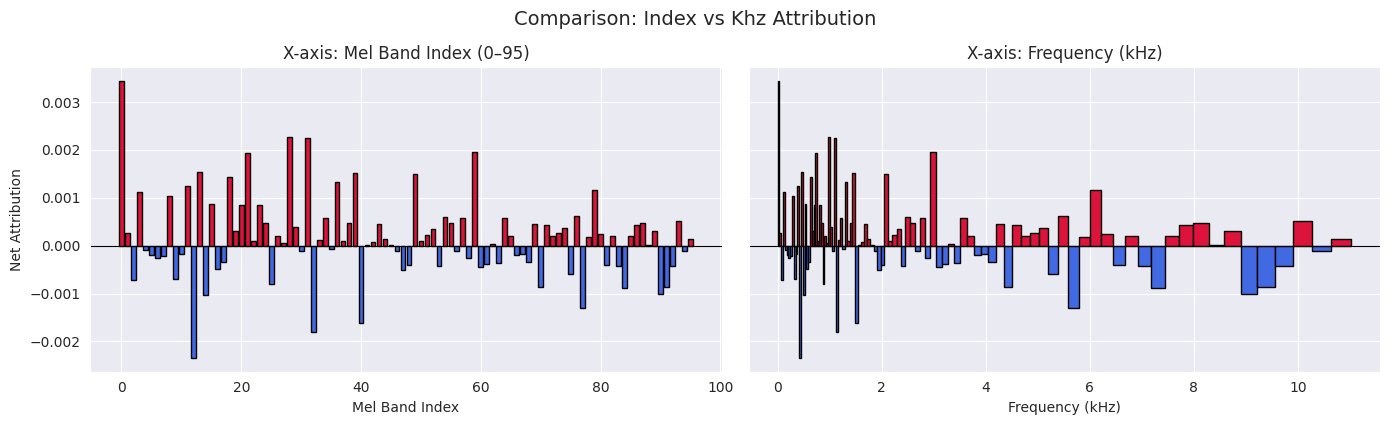 Comparison: Index vs Khz Attribution
X-axis: Mel Band Index (0–95)
X-axis: Frequency (kHz)
Net Attribution
0.003
0.002
0.001
0.000
−0.001
−0.002
0 20 40 60 80 100
0 2 4 6 8 10
Mel Band Index
Frequency (kHz)